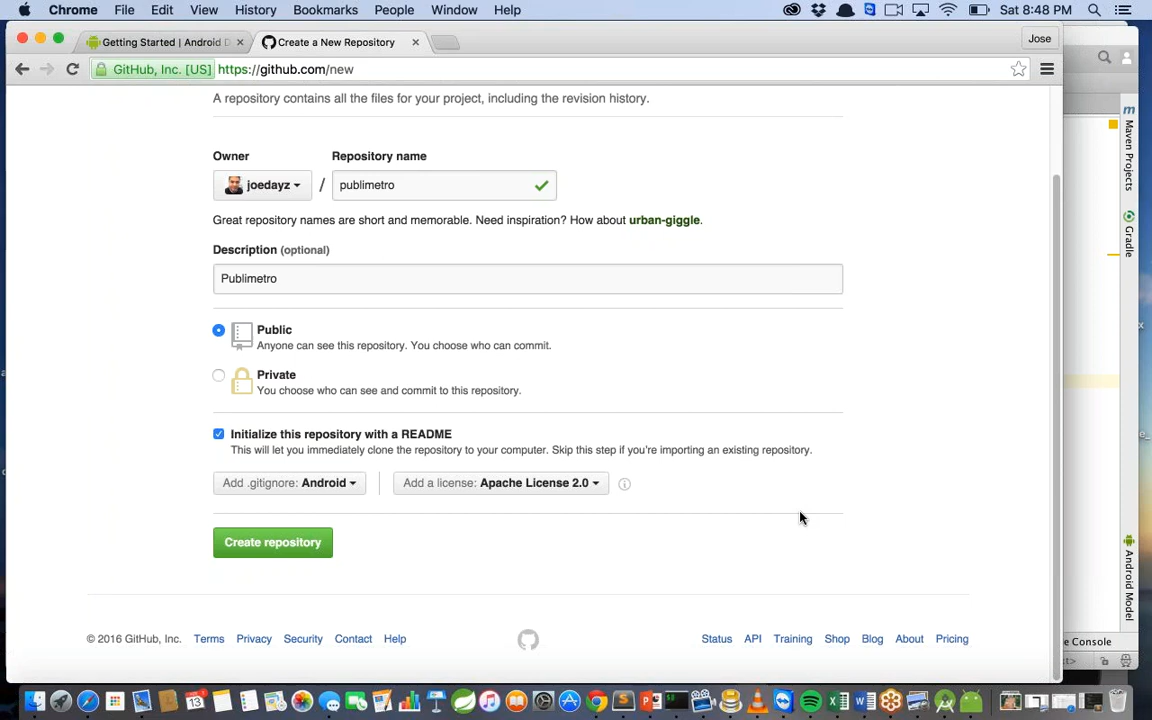 Chrome File Edit View History Bookmarks People Window Help Sat 8:48 PM
Getting Started | Android D Create a New Repository Jose
GitHub, Inc. [US] https://github.com/new
A repository contains all the files for your project, including the revision history.
Owner Repository name
joedayz / publimetro
Great repository names are short and memorable. Need inspiration? How about urban-giggle.
Description (optional)
Publimetro
Public
Anyone can see this repository. You choose who can commit.
Private
You choose who can see and commit to this repository.
Initialize this repository with a README
This will let you immediately clone the repository to your computer. Skip this step if you're importing an existing repository.
Add .gitignore: Android Add a license: Apache License 2.0
Create repository
© 2016 GitHub, Inc. Terms Privacy Security Contact Help Status API Training Shop Blog About Pricing
m
Maven Projects
Gradle
Android Model
e Console
13